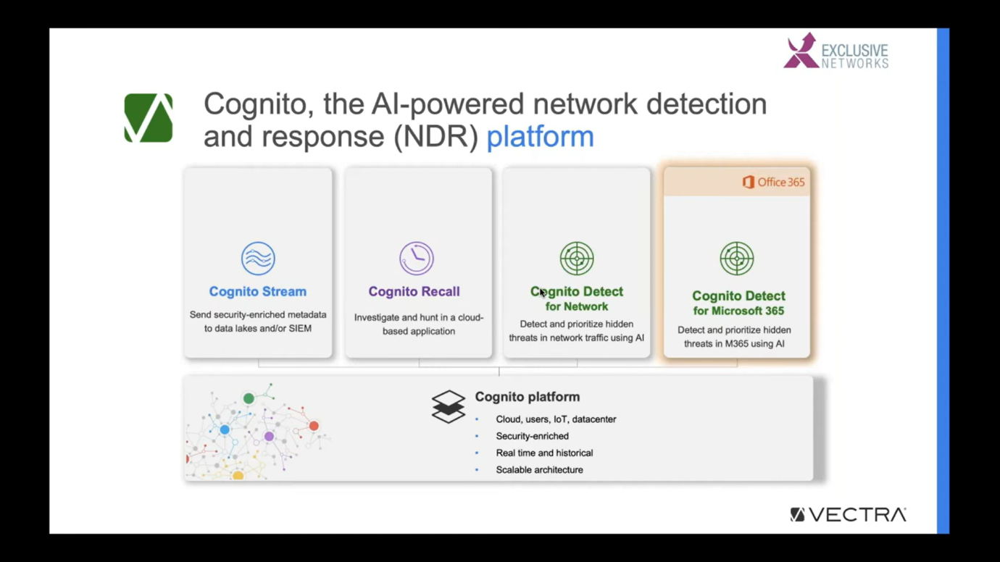 EXCLUSIVE
NETWORKS
Cognito, the AI-powered network detection
and response (NDR) platform
Office 365
Cognito Stream
Send security-enriched metadata
to data lakes and/or SIEM
Cognito Recall
Investigate and hunt in a cloud-
based application
Cognito Detect
for Network
Detect and prioritize hidden
threats in network traffic using AI
Cognito Detect
for Microsoft 365
Detect and prioritize hidden
threats in M365 using AI
Cognito platform
• Cloud, users, IoT, datacenter
• Security-enriched
• Real time and historical
• Scalable architecture
VECTRA